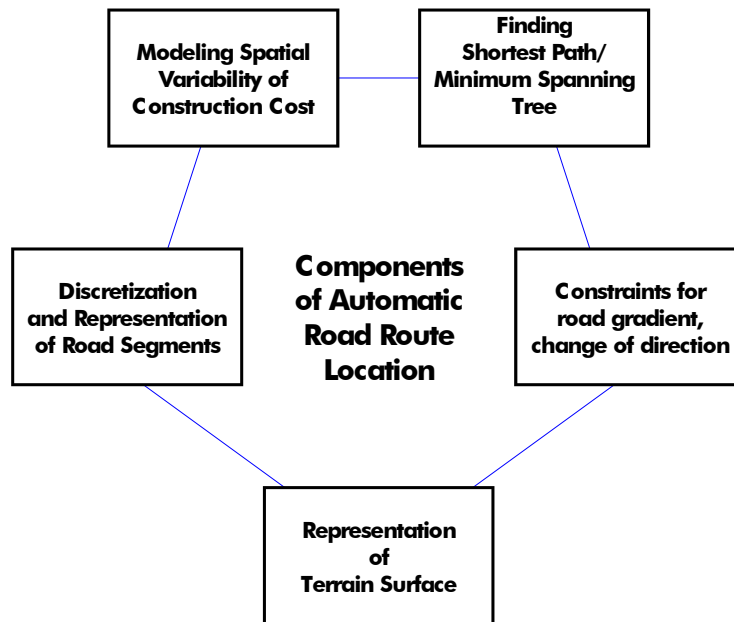 Modeling Spatial
Variability of
Construction Cost
Finding
Shortest Path/
Minimum Spanning
Tree
Discretization
and Representation
of Road Segments
Components
of Automatic
Road Route
Location
Constraints for
road gradient,
change of direction
Representation
of
Terrain Surface